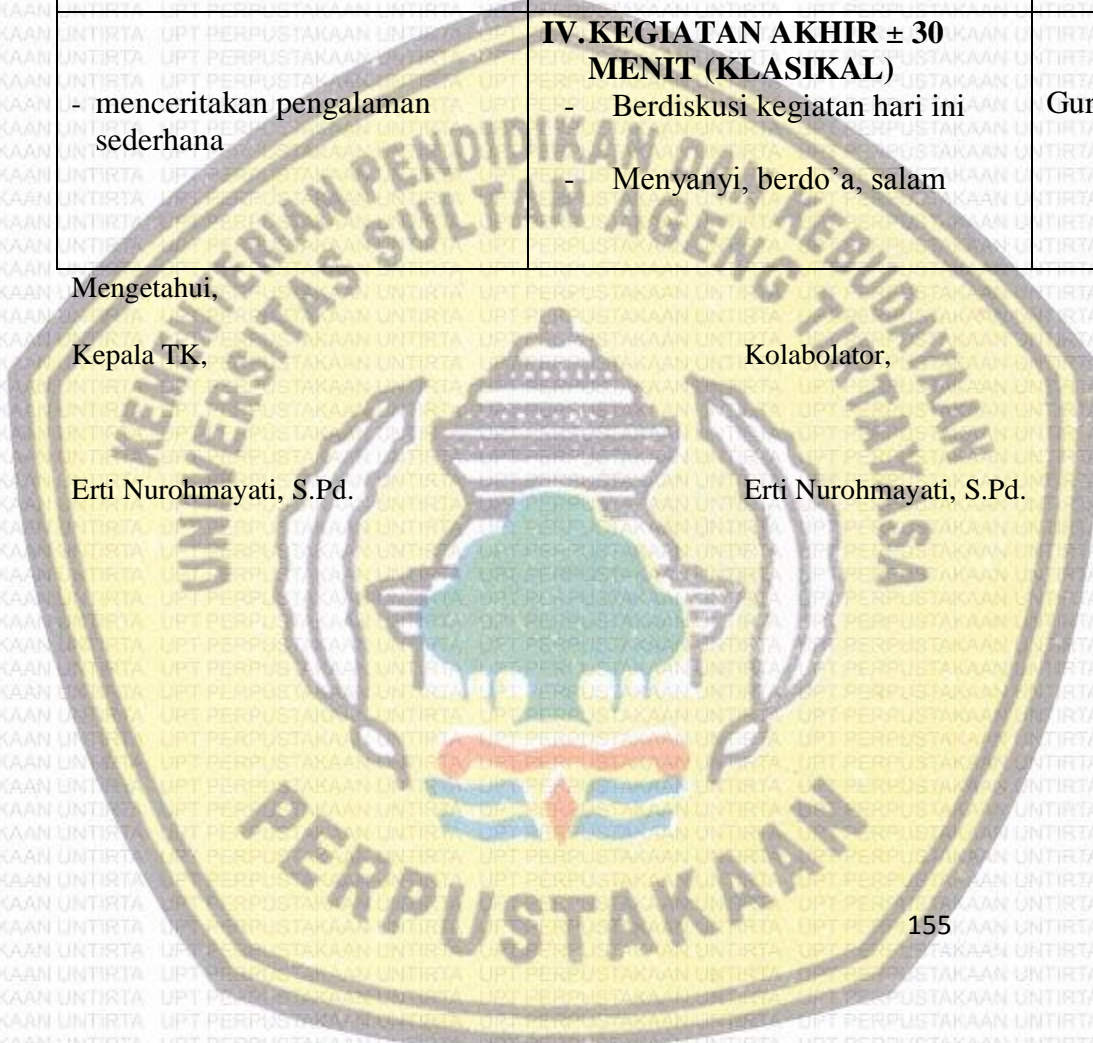 IV. KEGIATAN AKHIR ± 30
MENIT (KLASIKAL)
- menceritakan pengalaman
sederhana
- Berdiskusi kegiatan hari ini
- Menyanyi, berdo’a, salam
Gur
Mengetahui,
Kepala TK,
Kolabolator,
Erti Nurohmayati, S.Pd.
Erti Nurohmayati, S.Pd.
KEMENTERIAN PENDIDIKAN DAN KEBUDAYAAN
UNIVERSITAS SULTAN AGENG TIRTAYASA
PERPUSTAKAAN
155